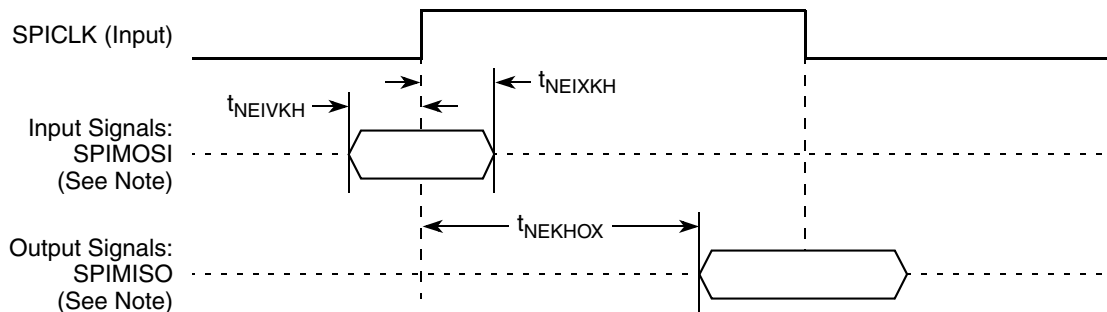 SPICLK (Input)
tNEIXKH
tNEIVKH
Input Signals:
SPIMOSI
(See Note)
tNEKHOX
Output Signals:
SPIMISO
(See Note)